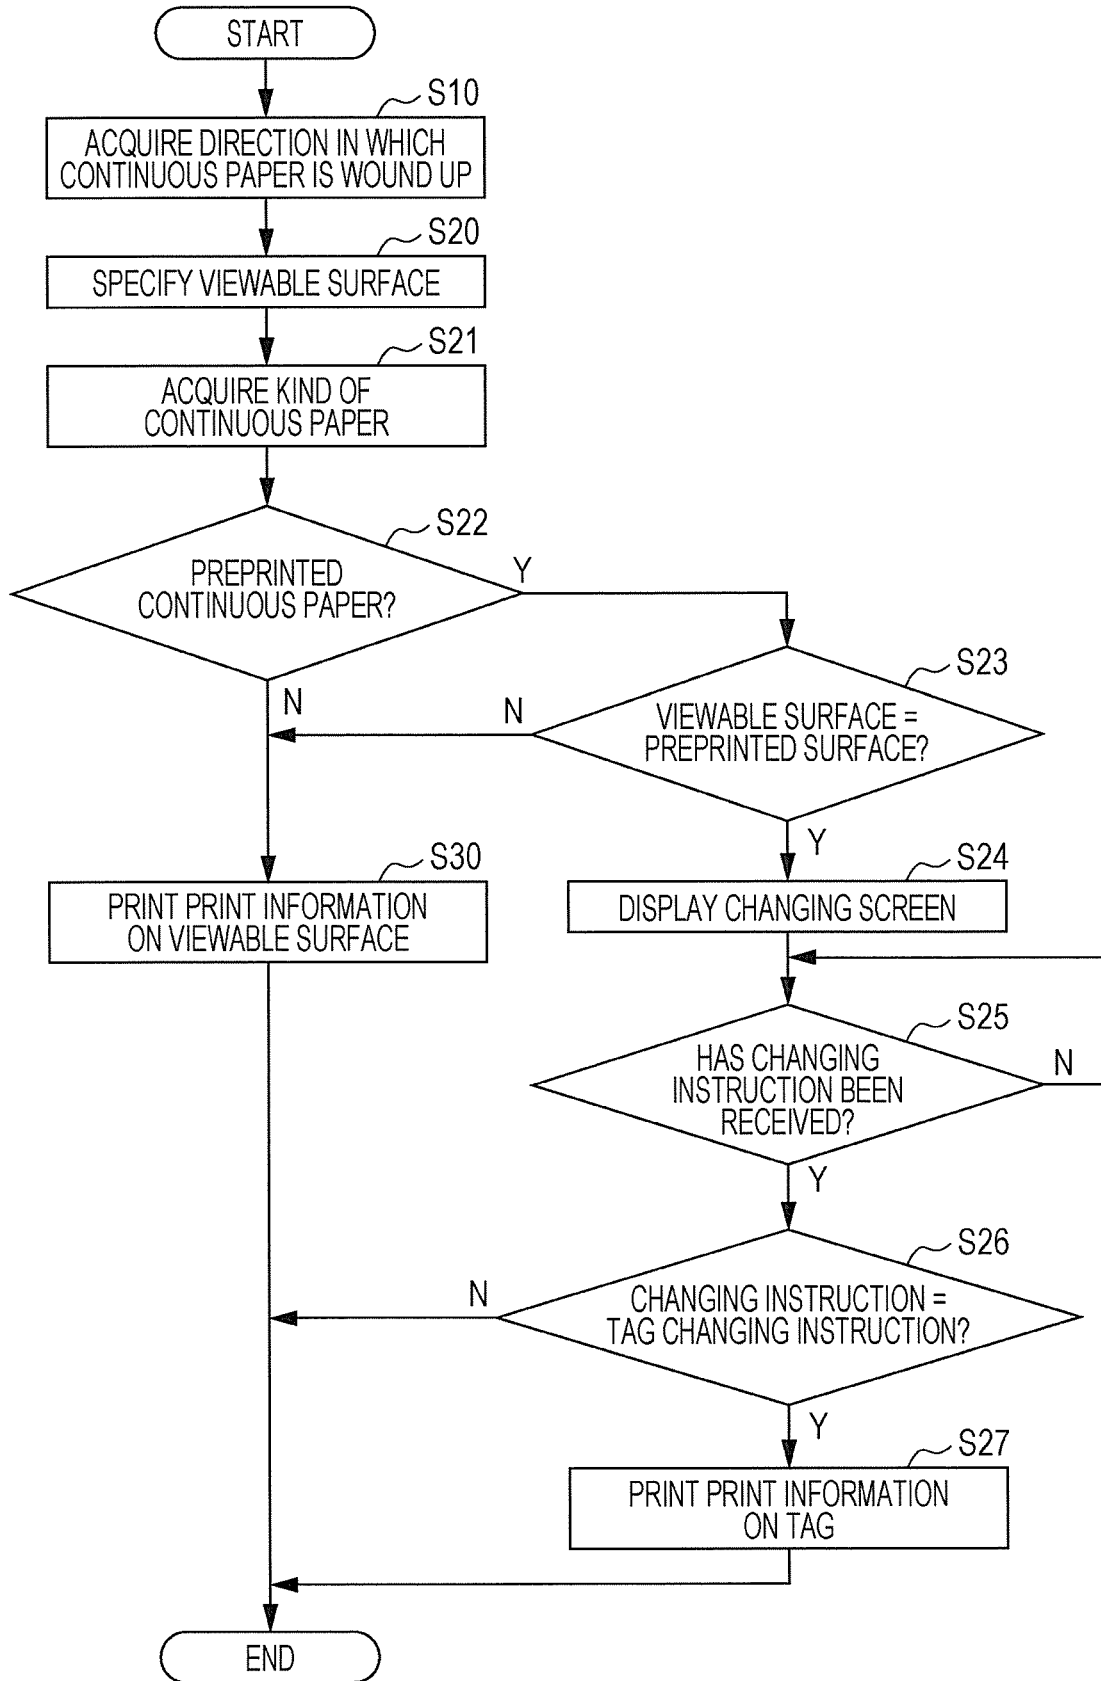 START
S10
ACQUIRE DIRECTION IN WHICH
CONTINUOUS PAPER IS WOUND UP
S20
SPECIFY VIEWABLE SURFACE
S21
ACQUIRE KIND OF
CONTINUOUS PAPER
S22
PREPRINTED
CONTINUOUS PAPER?
Y
N
S23
VIEWABLE SURFACE =
PREPRINTED SURFACE?
N
Y
S30
PRINT PRINT INFORMATION
ON VIEWABLE SURFACE
S24
DISPLAY CHANGING SCREEN
S25
HAS CHANGING
INSTRUCTION BEEN
RECEIVED?
N
Y
S26
CHANGING INSTRUCTION =
TAG CHANGING INSTRUCTION?
N
Y
S27
PRINT PRINT INFORMATION
ON TAG
END